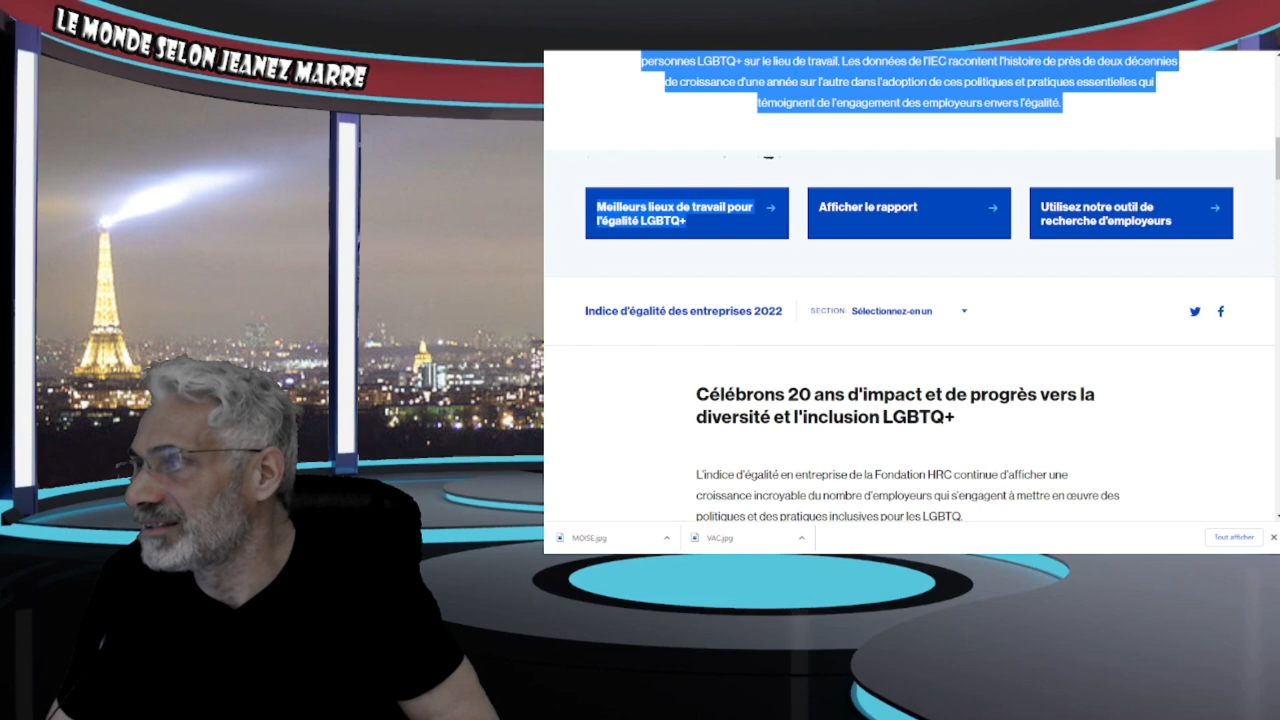 LE MONDE SELON JEANEZ MARRE
personnes LGBTQ+ sur le lieu de travail. Les données de l'IEC racontent l'histoire de près de deux décennies
de croissance d'une année sur l'autre dans l'adoption de ces politiques et pratiques essentielles qui
témoignent de l'engagement des employeurs envers l'égalité.
Meilleurs lieux de travail pour
l'égalité LGBTQ+
Afficher le rapport
Utilisez notre outil de
recherche d'employeurs
Indice d'égalité des entreprises 2022
SECTION Sélectionnez-en un
Célébrons 20 ans d'impact et de progrès vers la
diversité et l'inclusion LGBTQ+
L'indice d'égalité en entreprise de la Fondation HRC continue d'afficher une
croissance incroyable du nombre d'employeurs qui s'engagent à mettre en œuvre des
politiques et des pratiques inclusives pour les LGBTQ.
MOISE.jpg
VAC.jpg
Tout afficher